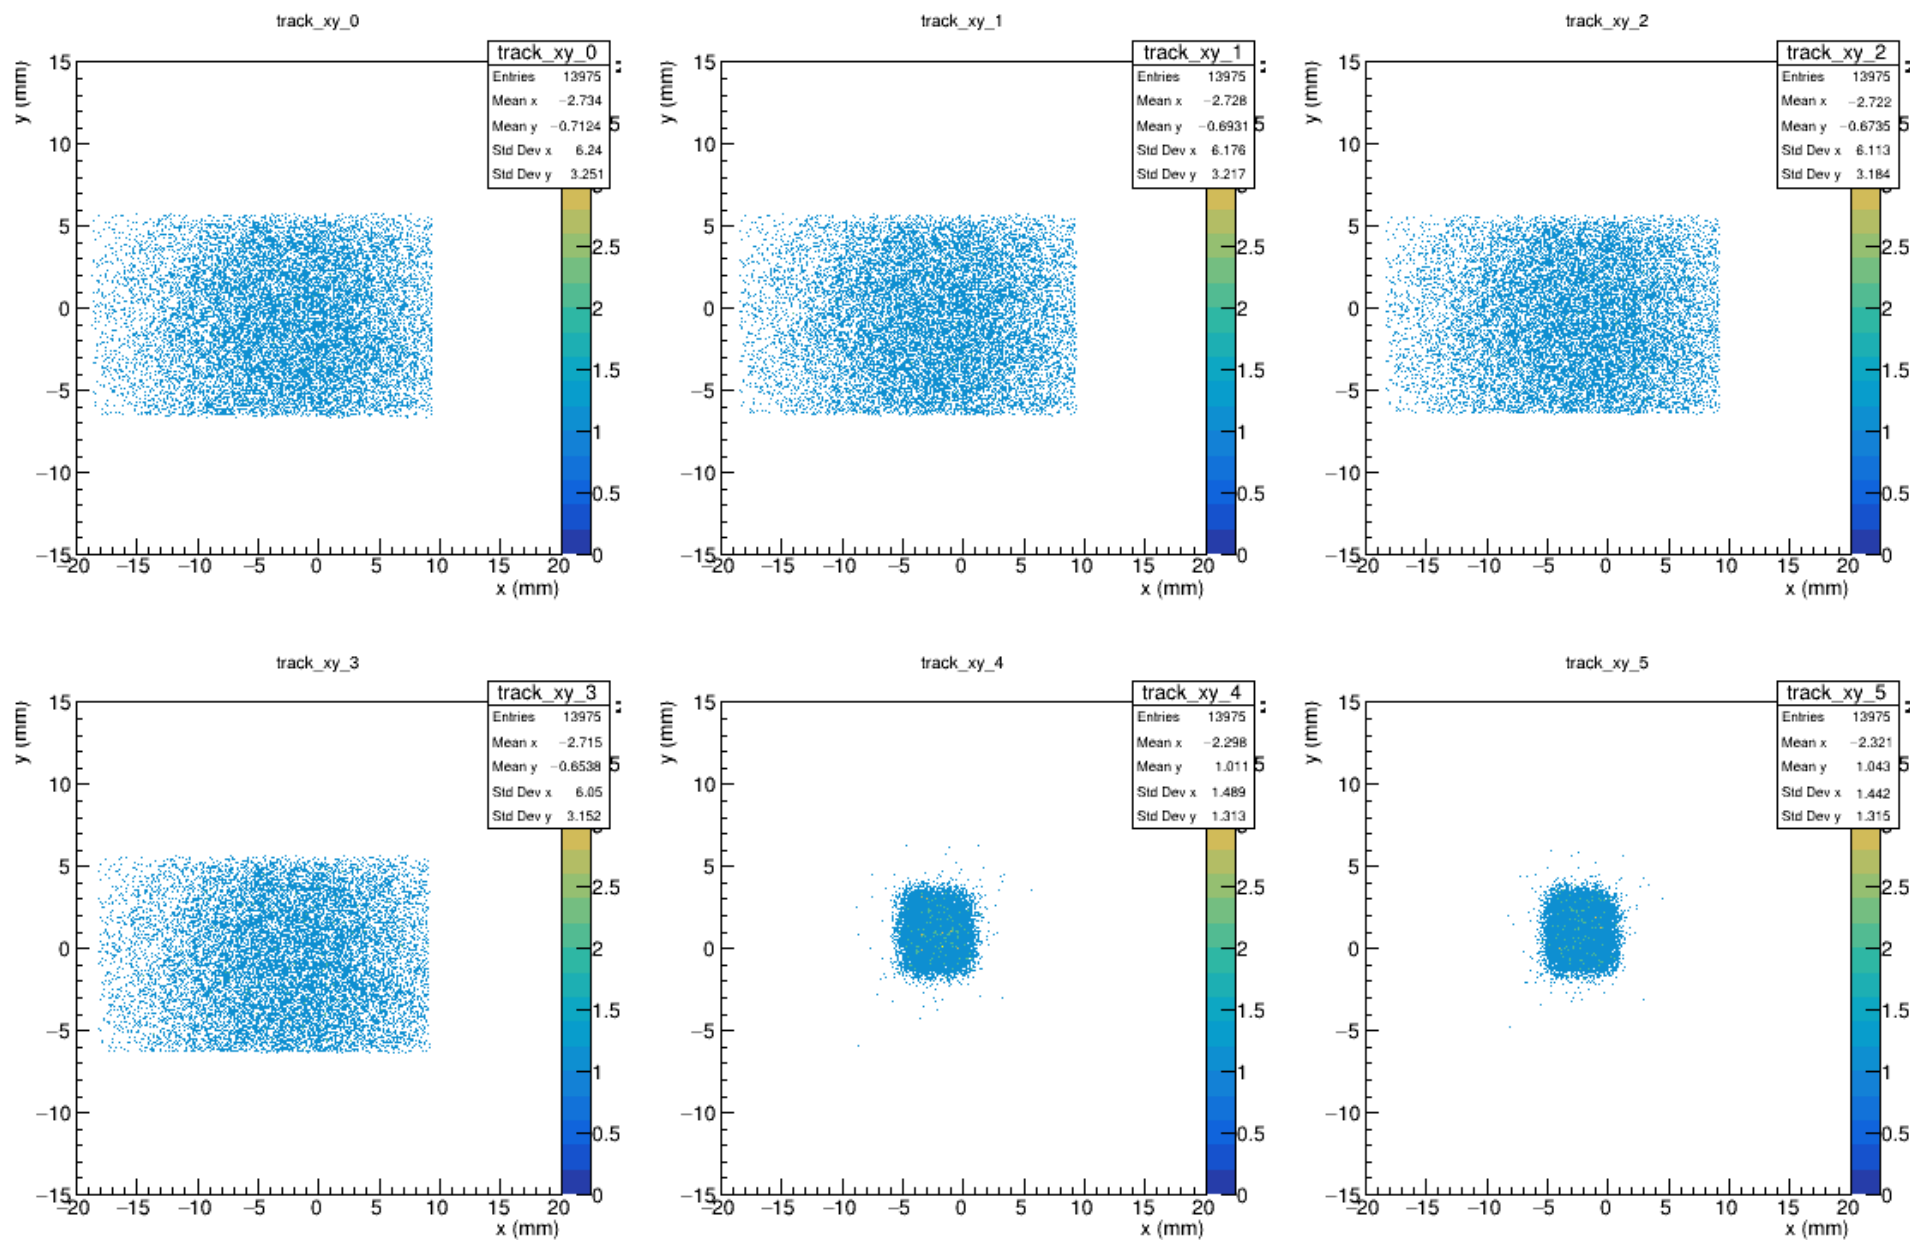 track_xy_0
track_xy_0
Entries 13975
Mean x −2.734
Mean y −0.7124
Std Dev x 6.24
Std Dev y 3.251
y (mm)
15
10
5
0
−5
−10
−15
−20
−15
−10
−5
0
5
10
15
20
x (mm)
5
2.5
2
1.5
1
0.5
0
track_xy_1
track_xy_1
Entries 13975
Mean x −2.728
Mean y −0.6931
Std Dev x 6.176
Std Dev y 3.217
y (mm)
15
10
5
0
−5
−10
−15
−20
−15
−10
−5
0
5
10
15
20
x (mm)
5
2.5
2
1.5
1
0.5
0
track_xy_2
track_xy_2
Entries 13975
Mean x −2.722
Mean y −0.6735
Std Dev x 6.113
Std Dev y 3.184
y (mm)
15
10
5
0
−5
−10
−15
−20
−15
−10
−5
0
5
10
15
20
x (mm)
5
2.5
2
1.5
1
0.5
0
track_xy_3
track_xy_3
Entries 13975
Mean x −2.715
Mean y −0.6538
Std Dev x 6.05
Std Dev y 3.152
y (mm)
15
10
5
0
−5
−10
−15
−20
−15
−10
−5
0
5
10
15
20
x (mm)
5
2.5
2
1.5
1
0.5
0
track_xy_4
track_xy_4
Entries 13975
Mean x −2.298
Mean y 1.011
Std Dev x 1.489
Std Dev y 1.313
y (mm)
15
10
5
0
−5
−10
−15
−20
−15
−10
−5
0
5
10
15
20
x (mm)
5
2.5
2
1.5
1
0.5
0
track_xy_5
track_xy_5
Entries 13975
Mean x −2.321
Mean y 1.043
Std Dev x 1.442
Std Dev y 1.315
y (mm)
15
10
5
0
−5
−10
−15
−20
−15
−10
−5
0
5
10
15
20
x (mm)
5
2.5
2
1.5
1
0.5
0